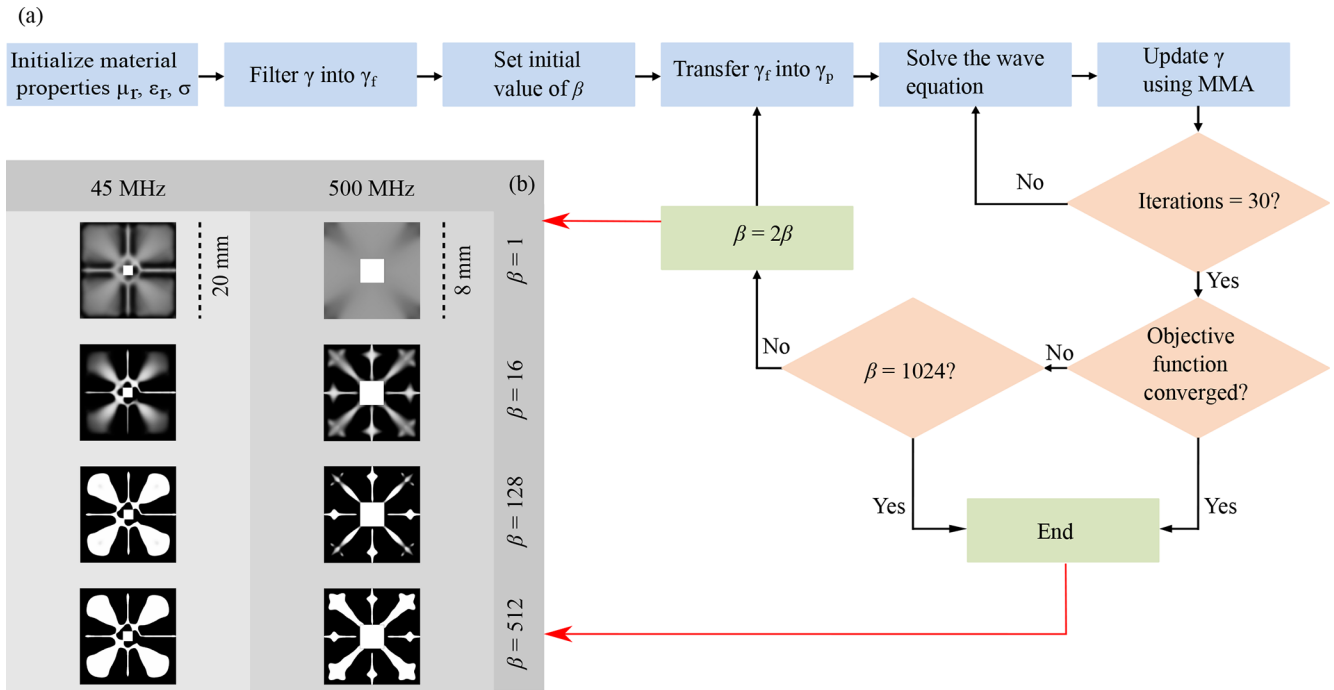 (a)
Initialize material
properties μr, εr, σ
Filter γ into γf
Set initial
value of β
Transfer γf into γp
Solve the wave
equation
Update γ
using MMA
No
Iterations = 30?
Yes
β = 2β
No
β = 1024?
No
Objective
function
converged?
Yes
Yes
End
45 MHz
500 MHz
(b)
20 mm
8 mm
β = 1
β = 16
β = 128
β = 512